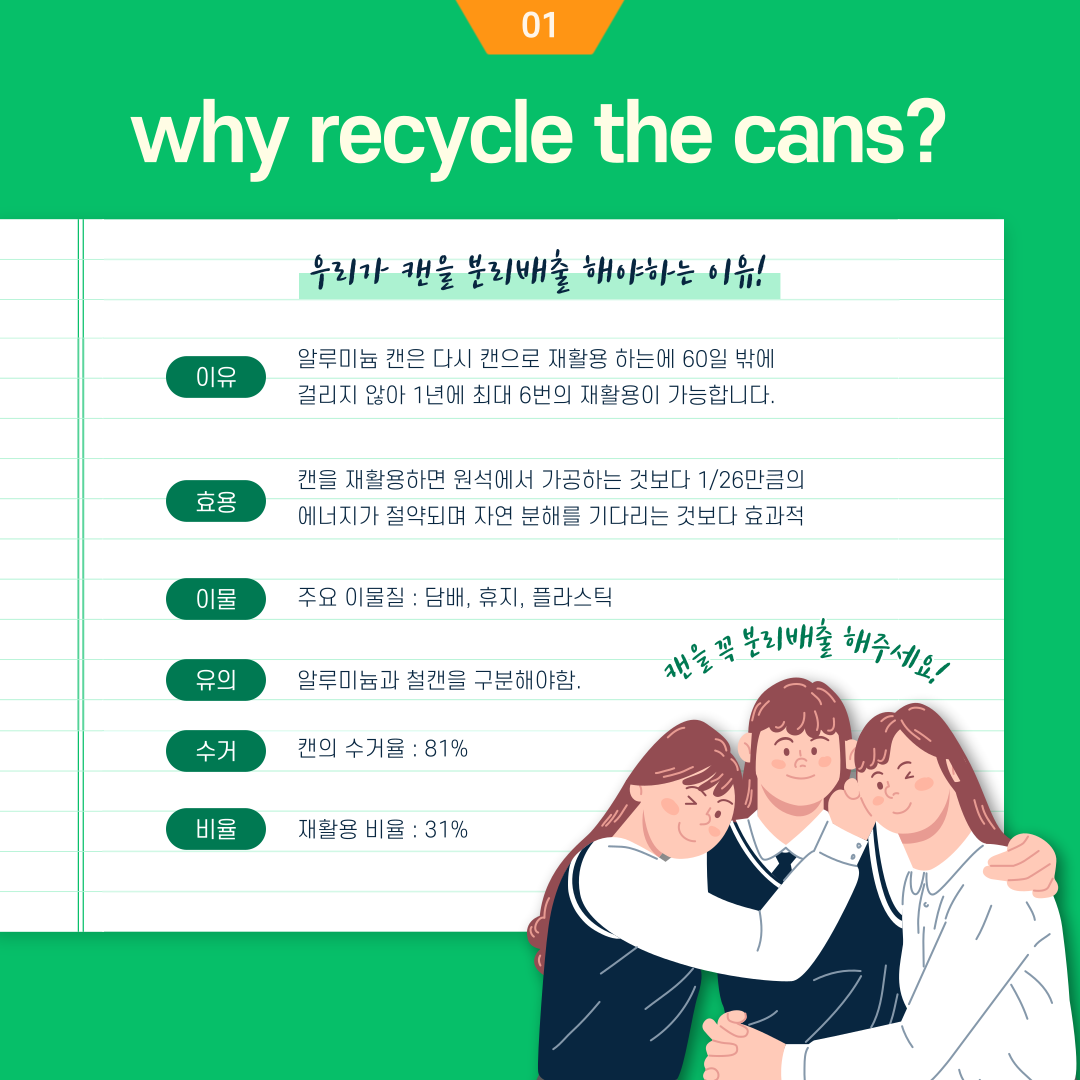 01
why recycle the cans?
우리가 캔을 분리배출 해야하는 이유!
이유
알루미늄 캔은 다시 캔으로 재활용 하는에 60일 밖에
걸리지 않아 1년에 최대 6번의 재활용이 가능합니다.
효용
캔을 재활용하면 원석에서 가공하는 것보다 1/26만큼의
에너지가 절약되며 자연 분해를 기다리는 것보다 효과적
이물
주요 이물질 : 담배, 휴지, 플라스틱
캔을 꼭 분리배출 해주세요!
유의
알루미늄과 철캔을 구분해야함.
수거
캔의 수거율 : 81%
비율
재활용 비율 : 31%